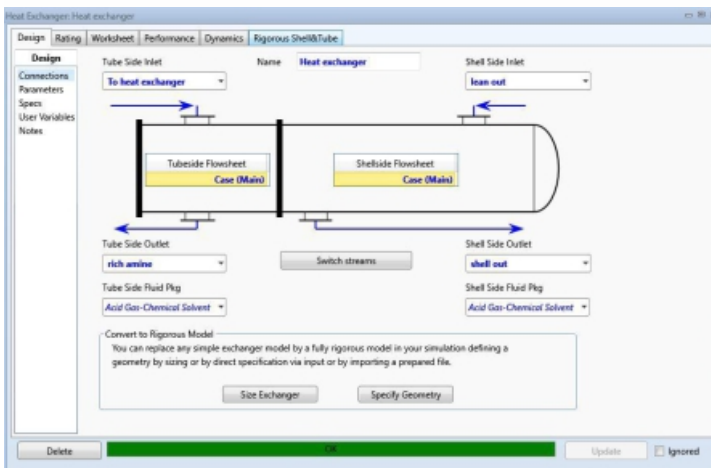 Heat Exchanger: Heat exchanger
Design Rating Worksheet Performance Dynamics Rigorous Shell&Tube
Design
Connections
Parameters
Specs
User Variables
Notes
Tube Side Inlet
To heat exchanger
Name Heat exchanger
Shell Side Inlet
lean out
Tubeside Flowsheet
Case (Main)
Shellside Flowsheet
Case (Main)
Tube Side Outlet
rich amine
Switch streams
Shell Side Outlet
shell out
Tube Side Fluid Pkg
Acid Gas-Chemical Solvent
Shell Side Fluid Pkg
Acid Gas-Chemical Solvent
Convert to Rigorous Model
You can replace any simple exchanger model by a fully rigorous model in your simulation defining a
geometry by sizing or by direct specification via input or by importing a prepared file.
Size Exchanger Specify Geometry
Delete OK Update Ignored